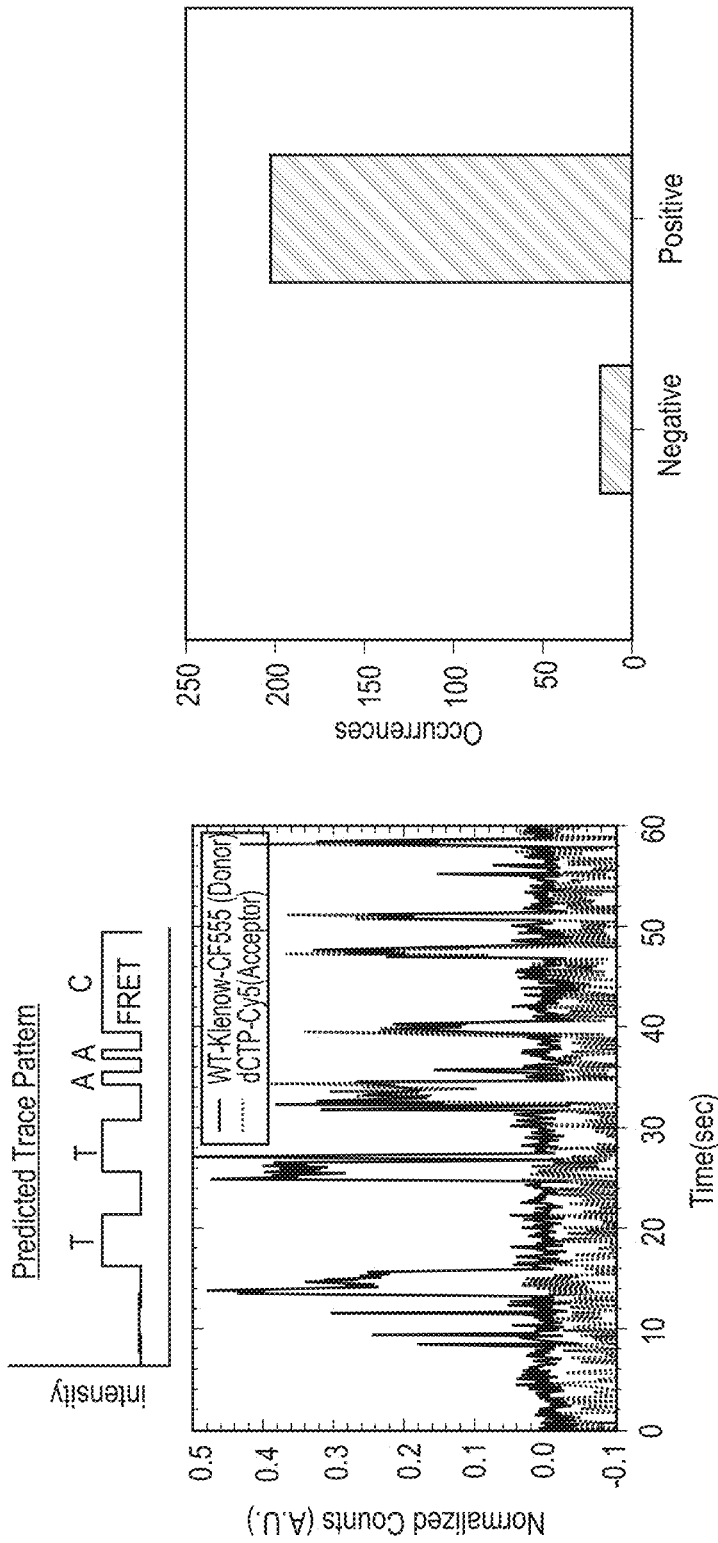 Predicted Trace Pattern
intensity
T
T
A
A
C
FRET
WT-Klenow-CF555 (Donor)
dCTP-Cy5(Acceptor)
Normalized Counts (A.U.)
0.5
0.4
0.3
0.2
0.1
0.0
-0.1
0
10
20
30
40
50
60
Time(sec)
Occurrences
250
200
150
100
50
0
Negative
Positive